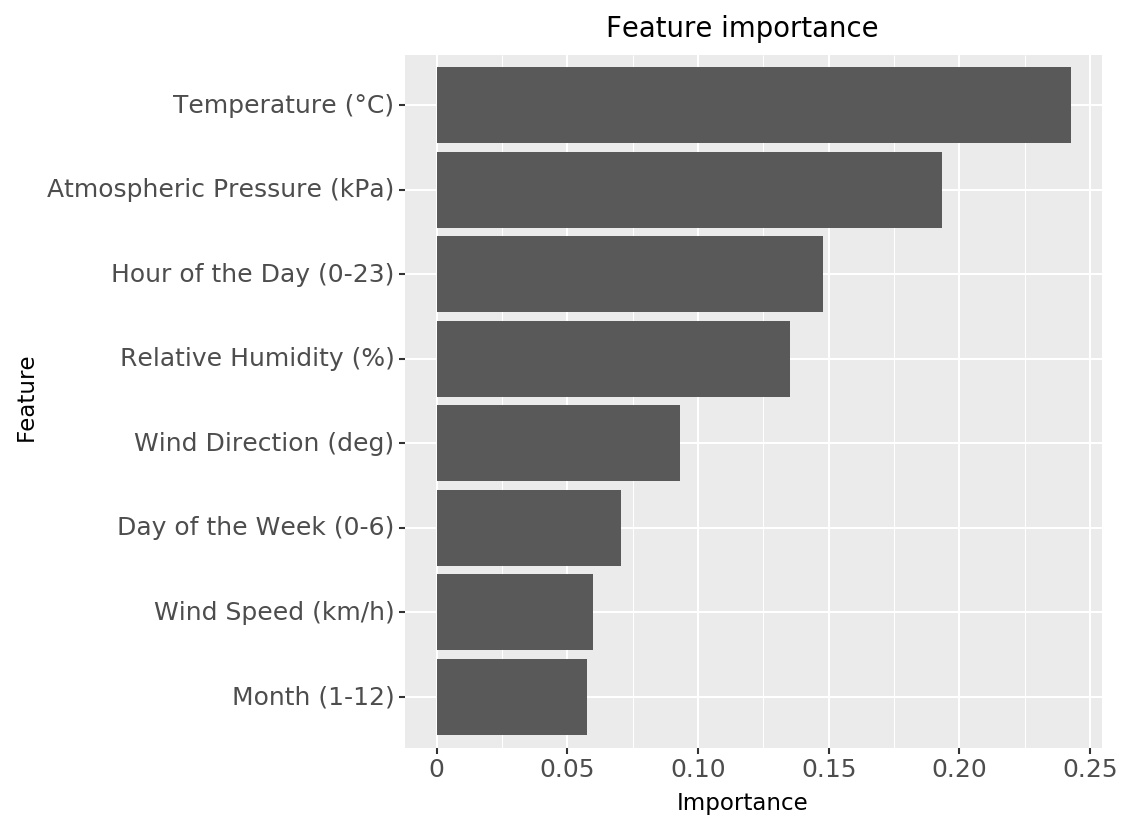 Feature importance
Temperature (°C)
Atmospheric Pressure (kPa)
Hour of the Day (0-23)
Relative Humidity (%)
Wind Direction (deg)
Day of the Week (0-6)
Wind Speed (km/h)
Month (1-12)
Feature
0 0.05 0.10 0.15 0.20 0.25
Importance